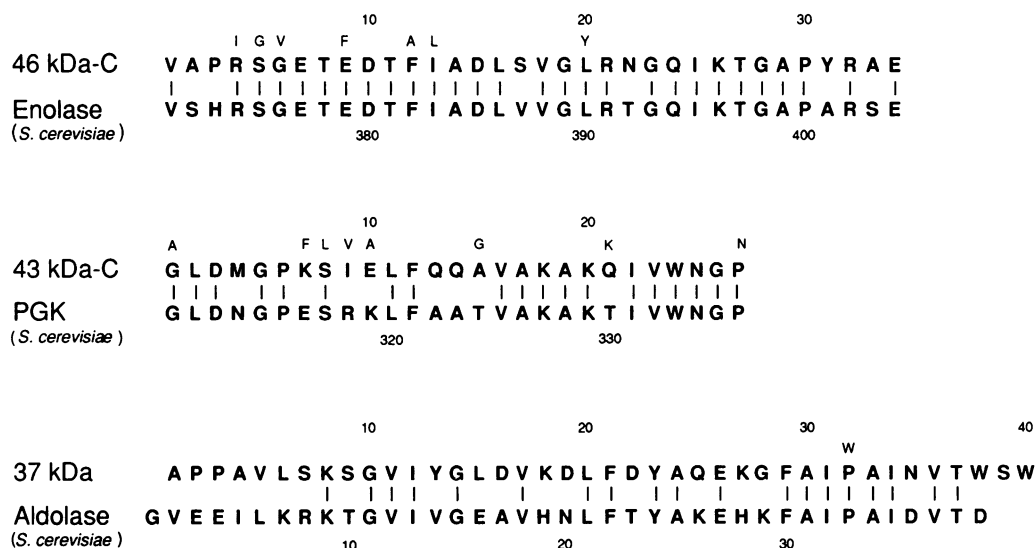 10 20 30
I G V F A L Y
46 kDa-C V A P R S G E T E D T F I A D L S V G L R N G Q I K T G A P Y R A E
Enolase V S H R S G E T E D T F I A D L V V G L R T G Q I K T G A P A R S E
(S. cerevisiae)
380 390 400
10 20
A F L V A G K N
43 kDa-C G L D M G P K S I E L F Q Q A V A K A K Q I V W N G P
PGK G L D N G P E S R K L F A A T V A K A K T I V W N G P
(S. cerevisiae)
320 330
10 20 30 40
W
37 kDa A P P A V L S K S G V I Y G L D V K D L F D Y A Q E K G F A I P A I N V T W S W
Aldolase G V E E I L K R K T G V I V G E A V H N L F T Y A K E H K F A I P A I D V T D
(S. cerevisiae)
10 20 30